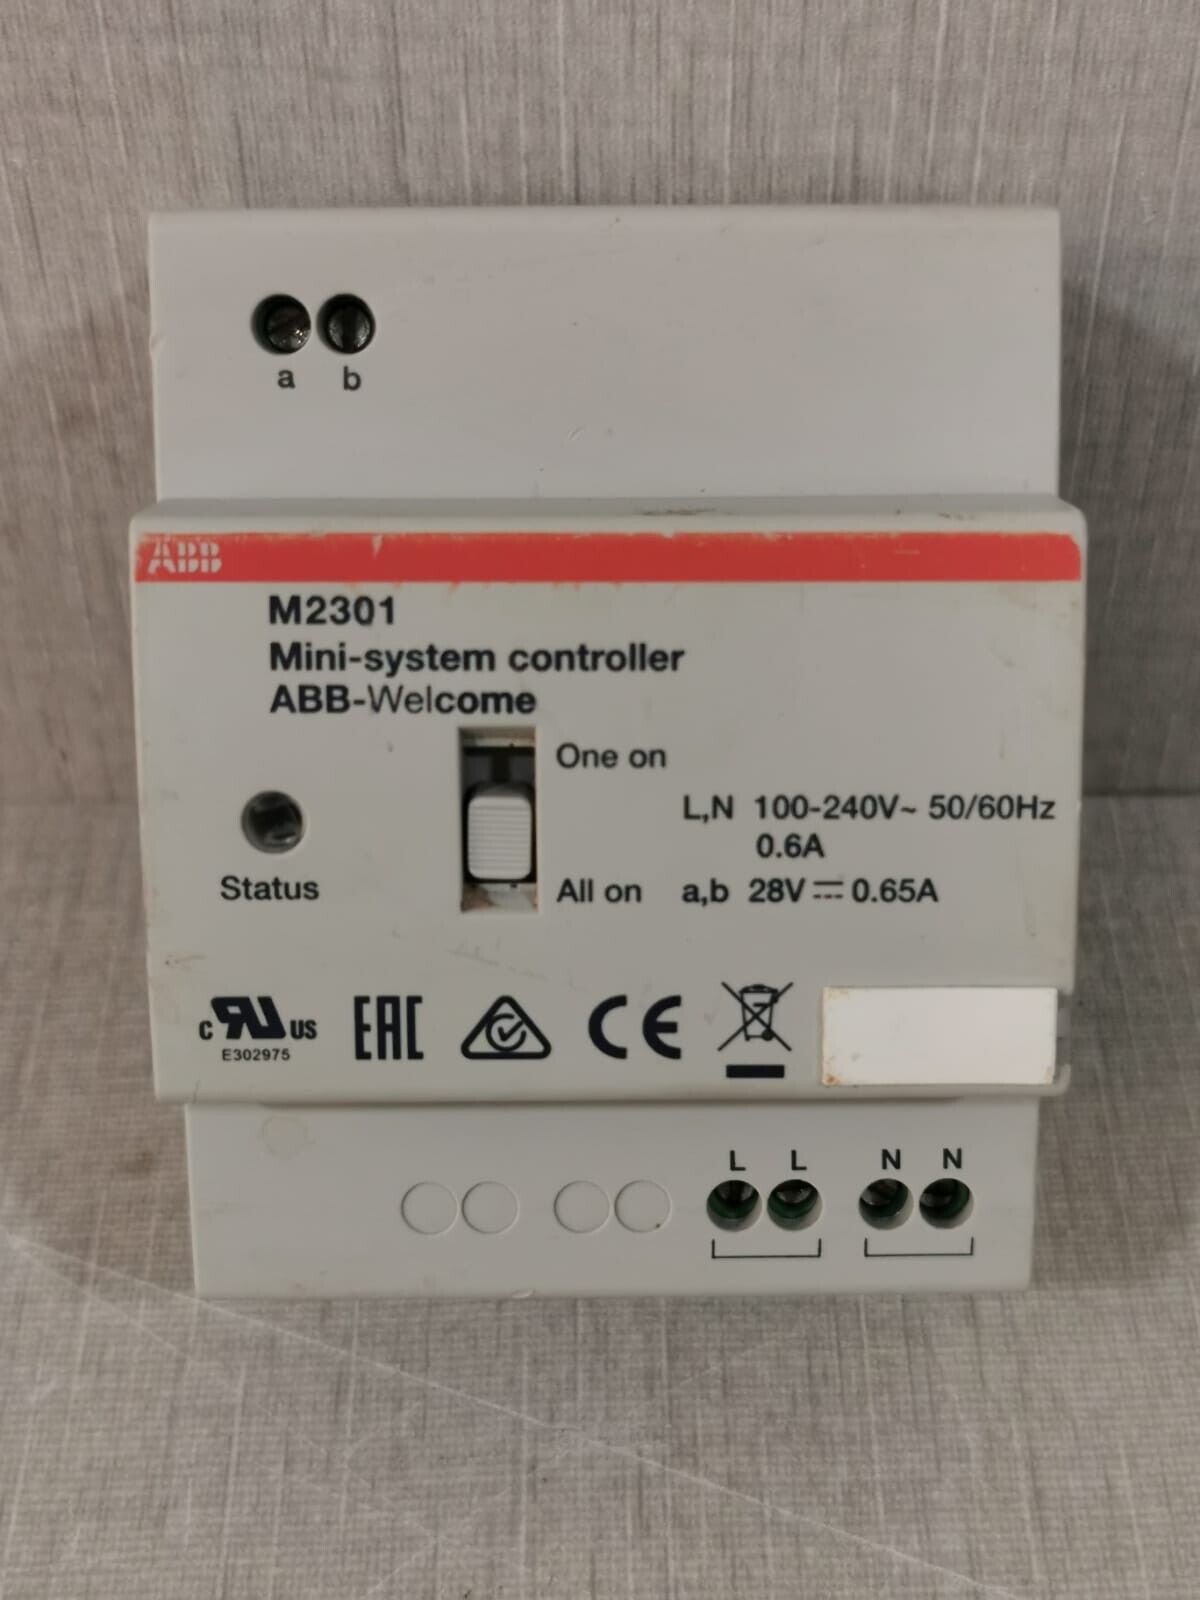 a b
ABB
M2301
Mini-system controller
ABB-Welcome
One on
L,N 100-240V~ 50/60Hz
0.6A
Status
All on
a,b 28V ⎓ 0.65A
c RU US
E302975
EAC
CE
L L N N